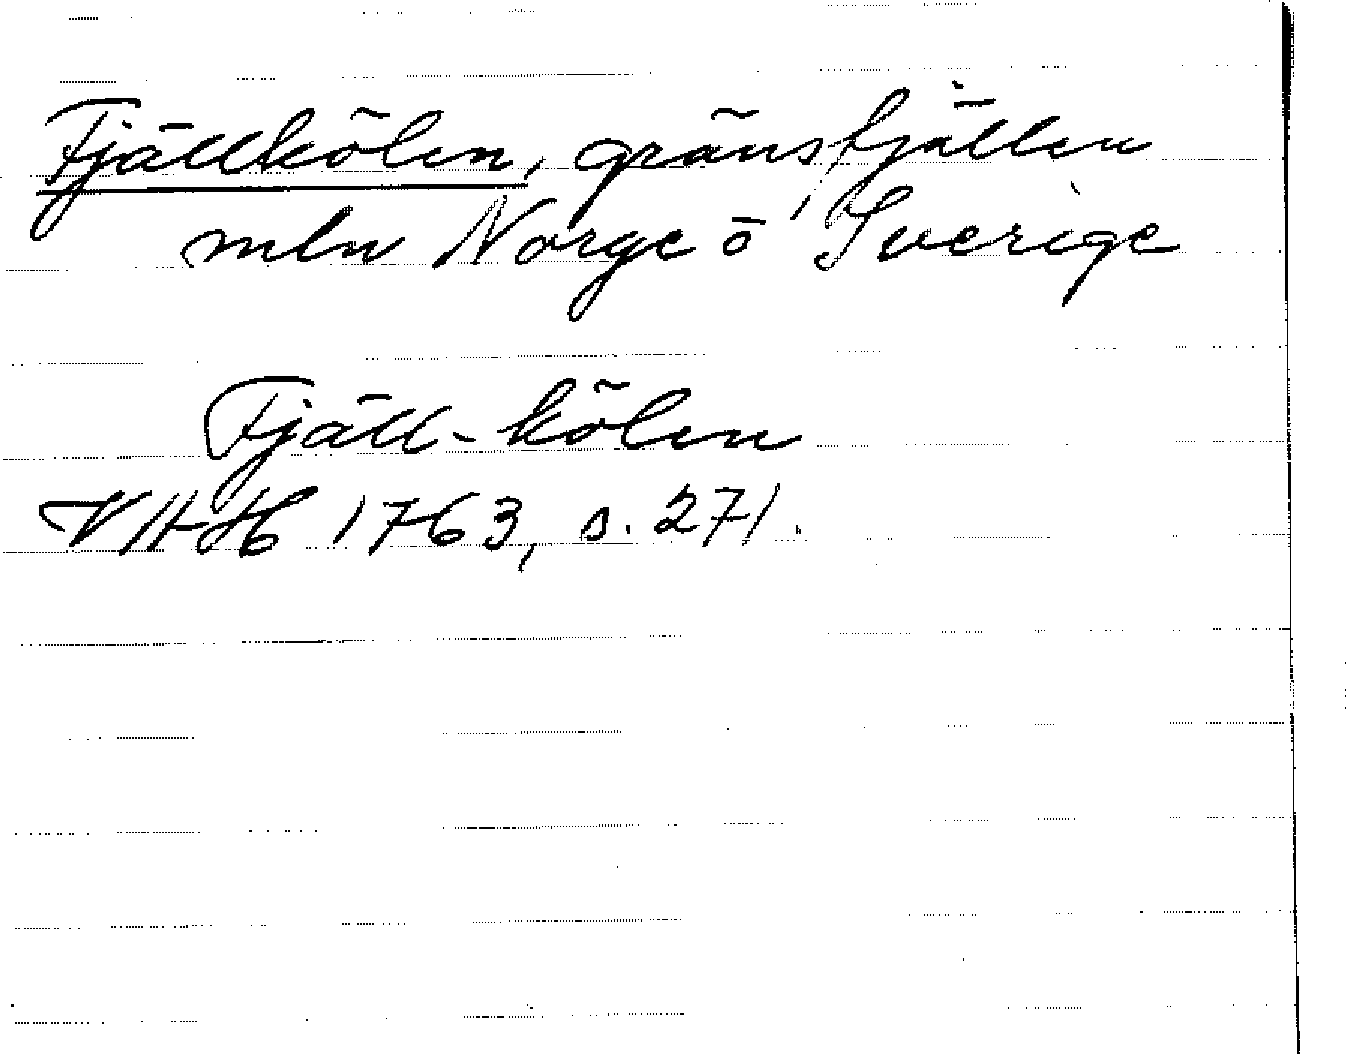 Fjällkölen, gränsfjällen
mln Norge o Sverige
Fjäll-kölen
VAH 1763, s. 271.